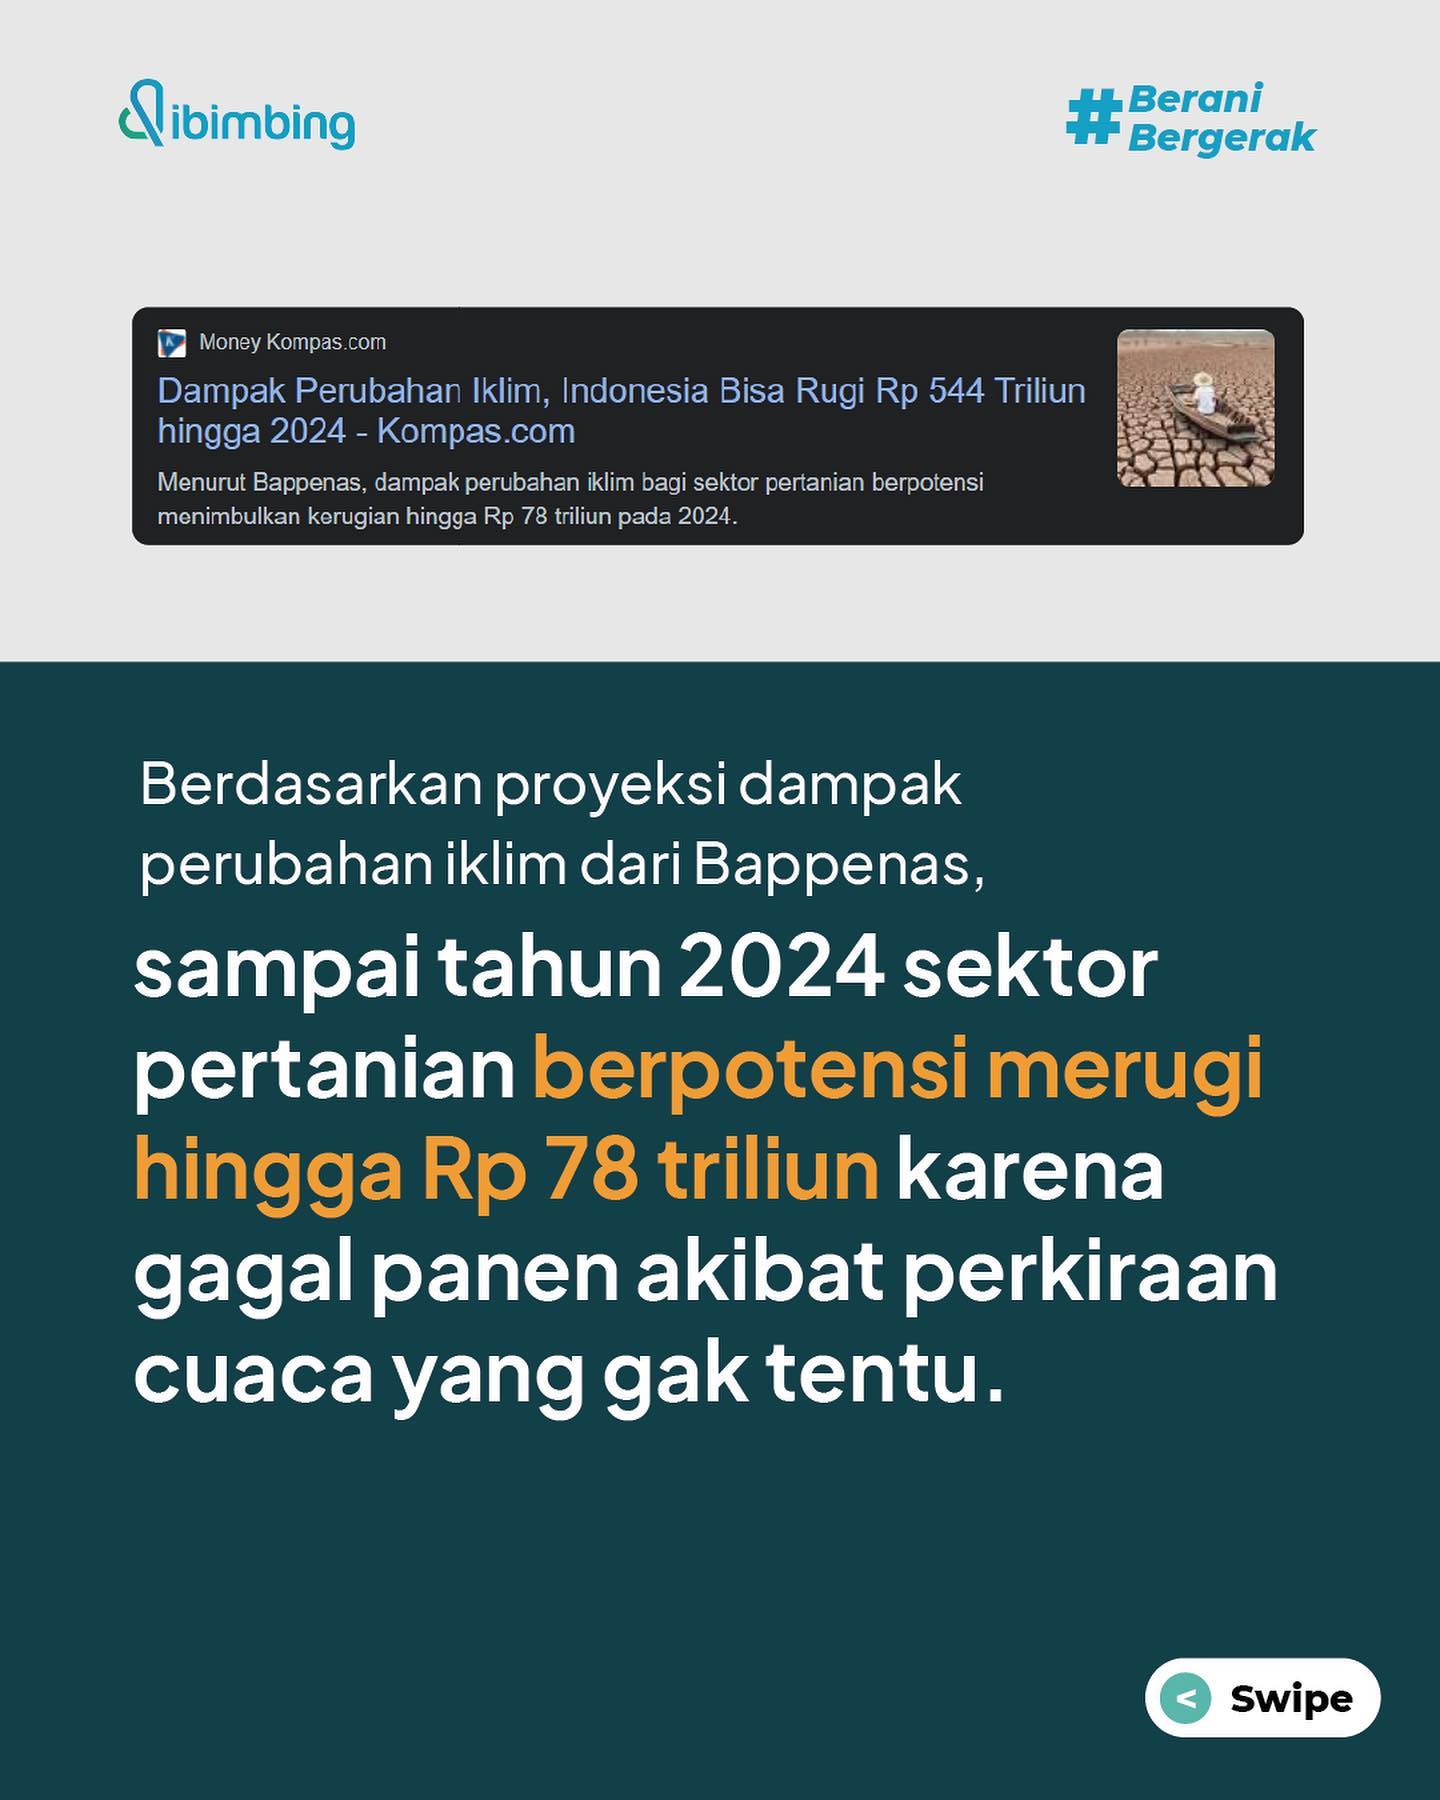 dibimbing
#Berani
Bergerak
Money Kompas.com
Dampak Perubahan Iklim, Indonesia Bisa Rugi Rp 544 Triliun
hingga 2024 - Kompas.com
Menurut Bappenas, dampak perubahan iklim bagi sektor pertanian berpotensi
menimbulkan kerugian hingga Rp 78 triliun pada 2024.
Berdasarkan proyeksi dampak
perubahan iklim dari Bappenas,
sampai tahun 2024 sektor
pertanian berpotensi merugi
hingga Rp 78 triliun karena
gagal panen akibat perkiraan
cuaca yang gak tentu.
< Swipe